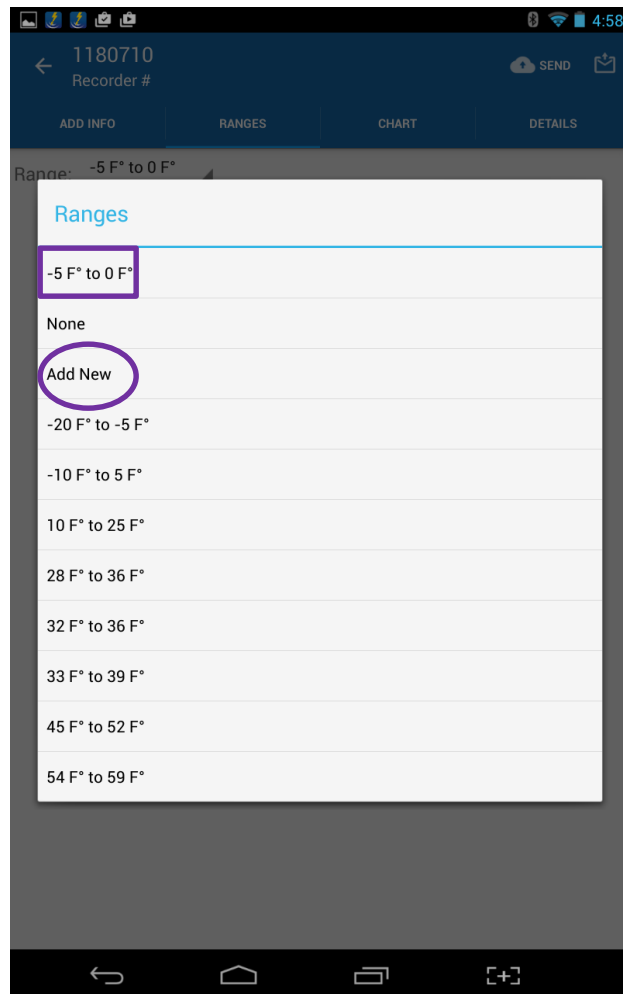 4:58
1180710
Recorder #
SEND
ADD INFO RANGES CHART DETAILS
Range: -5 F° to 0 F°
Ranges
-5 F° to 0 F°
None
Add New
-20 F° to -5 F°
-10 F° to 5 F°
10 F° to 25 F°
28 F° to 36 F°
32 F° to 36 F°
33 F° to 39 F°
45 F° to 52 F°
54 F° to 59 F°